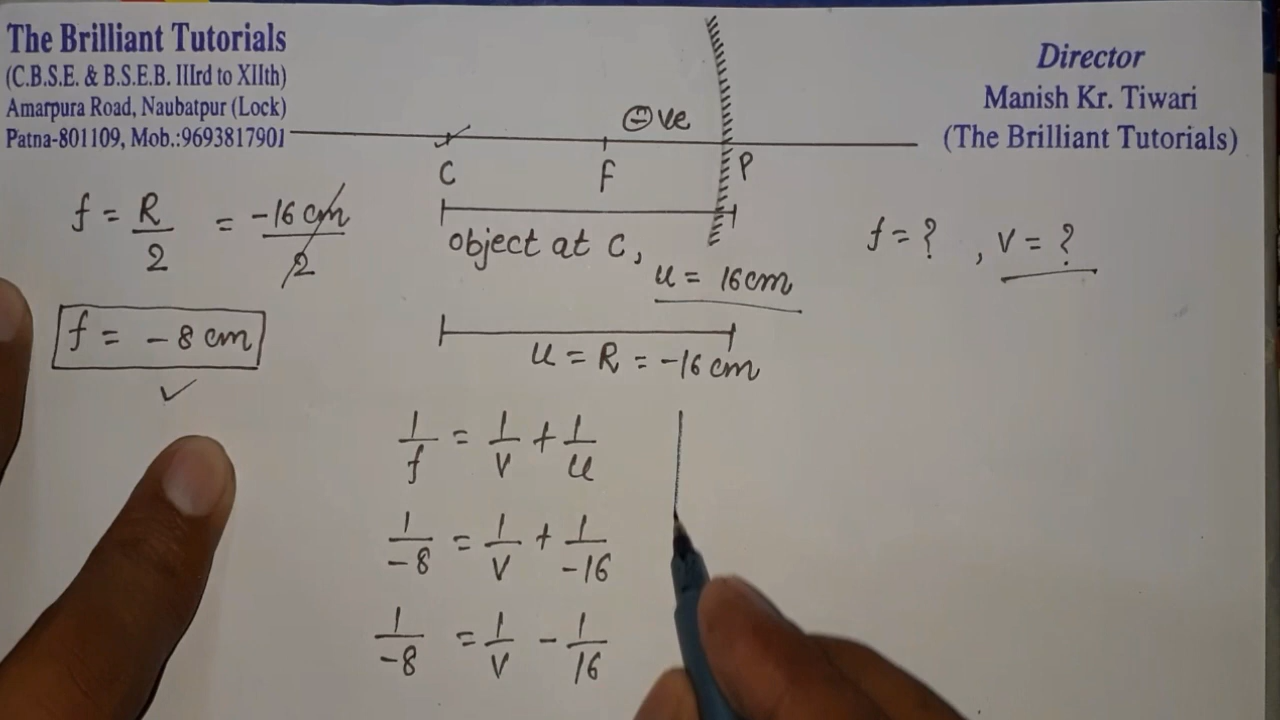 The Brilliant Tutorials
(C.B.S.E. & B.S.E.B. IIIrd to XIIth)
Amarpura Road, Naubatpur (Lock)
Patna-801109, Mob.:9693817901
Director
Manish Kr. Tiwari
(The Brilliant Tutorials)
⊖ve
C F P
f = R/2 = -16 cm/2
object at C,
u = 16cm
f = ? , v = ?
f = -8 cm
u = R = -16 cm
1/f = 1/v + 1/u
1/-8 = 1/v + 1/-16
1/-8 = 1/v - 1/16